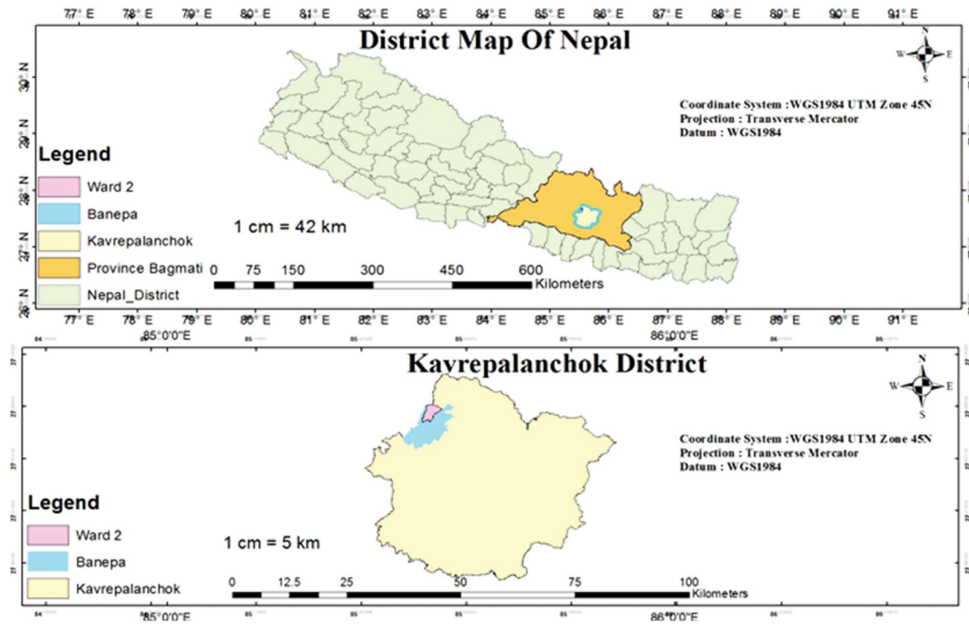 77° E 78° E 79° E 80° E 81° E 82° E 83° E 84° E 85° E 86° E 87° E 88° E 89° E 90° E 91° E
District Map Of Nepal
N
W E
S
30° N
29° N
28° N
27° N
26° N
Coordinate System :WGS1984 UTM Zone 45N
Projection : Transverse Mercator
Datum : WGS1984
Legend
Ward 2
Banepa
Kavrepalanchok
Province Bagmati
Nepal_District
1 cm = 42 km
0 75 150 300 450 600
Kilometers
77° E 78° E 79° E 80° E 81° E 82° E 83° E 84° E 85° E 86° E 87° E 88° E 89° E 90° E 91° E
85°0'0"E 86°0'0"E
Kavrepalanchok District
N
W E
S
Coordinate System :WGS1984 UTM Zone 45N
Projection : Transverse Mercator
Datum : WGS1984
Legend
Ward 2
Banepa
Kavrepalanchok
1 cm = 5 km
0 12.5 25 50 75 100
Kilometers
85°0'0"E 86°0'0"E